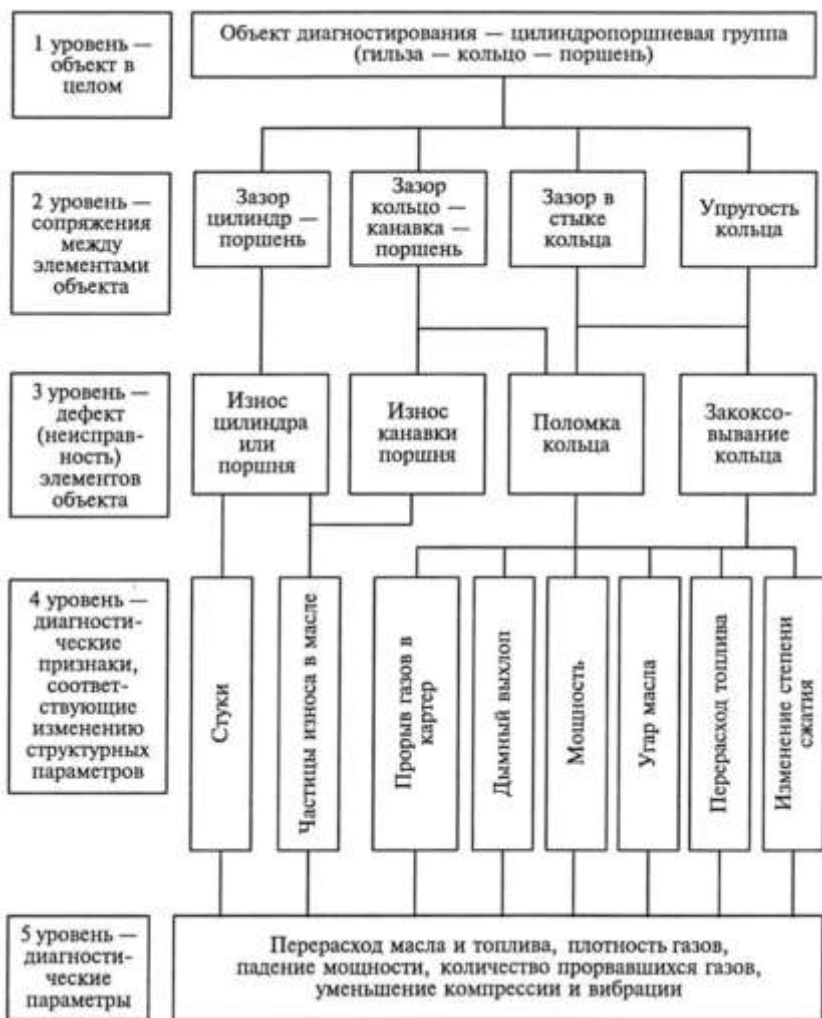 1 уровень —
объект в
целом
Объект диагностирования — цилиндропоршневая группа
(гильза — кольцо — поршень)
2 уровень —
сопряжения
между
элементами
объекта
Зазор
цилиндр —
поршень
Зазор
кольцо —
канавка —
поршень
Зазор в
стыке
кольца
Упругость
кольца
3 уровень —
дефект
(неисправ-
ность)
элементов
объекта
Износ
цилиндра
или
поршня
Износ
канавки
поршня
Поломка
кольца
Закоксо-
вывание
кольца
4 уровень —
диагности-
ческие
признаки,
соответ-
ствующие
изменению
структурных
параметров
Стуки
Частицы износа в масле
Прорыв газов в
картер
Дымный выхлоп
Мощность
Угар масла
Перерасход топлива
Изменение степени
сжатия
5 уровень —
диагности-
ческие
параметры
Перерасход масла и топлива, плотность газов,
падение мощности, количество прорвавшихся газов,
уменьшение компрессии и вибрации